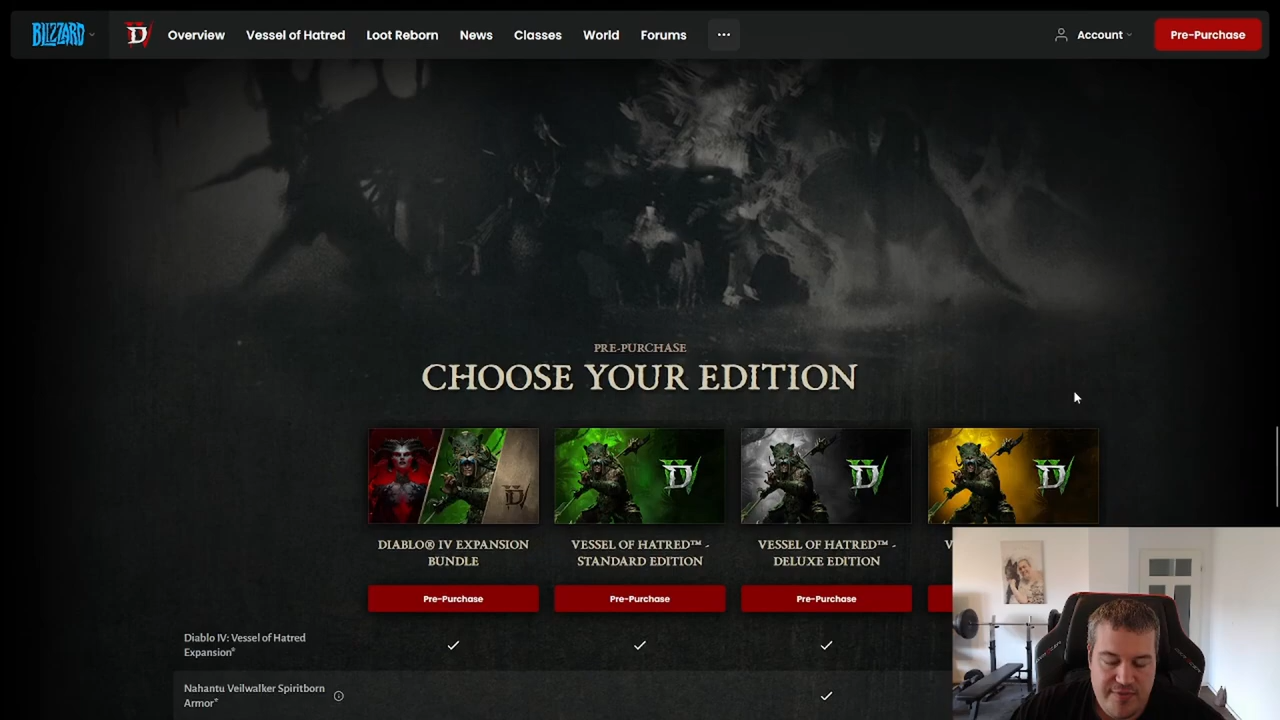 BLIZZARD
D
Overview
Vessel of Hatred
Loot Reborn
News
Classes
World
Forums
...
Account
Pre-Purchase
PRE-PURCHASE
CHOOSE YOUR EDITION
DIABLO® IV EXPANSION
BUNDLE
VESSEL OF HATRED™ -
STANDARD EDITION
VESSEL OF HATRED™ -
DELUXE EDITION
V
Pre-Purchase
Pre-Purchase
Pre-Purchase
Diablo IV: Vessel of Hatred
Expansion*
Nahantu Veilwalker Spiritborn
Armor*